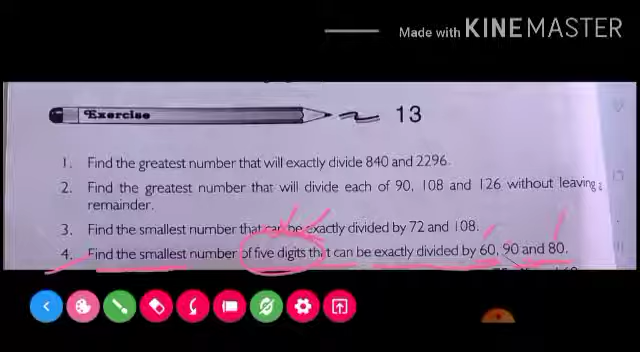 Made with KINEMASTER
Exercise 13
1. Find the greatest number that will exactly divide 840 and 2296.
2. Find the greatest number that will divide each of 90, 108 and 126 without leaving a
remainder.
3. Find the smallest number that can be exactly divided by 72 and 108.
4. Find the smallest number of five digits that can be exactly divided by 60, 90 and 80.